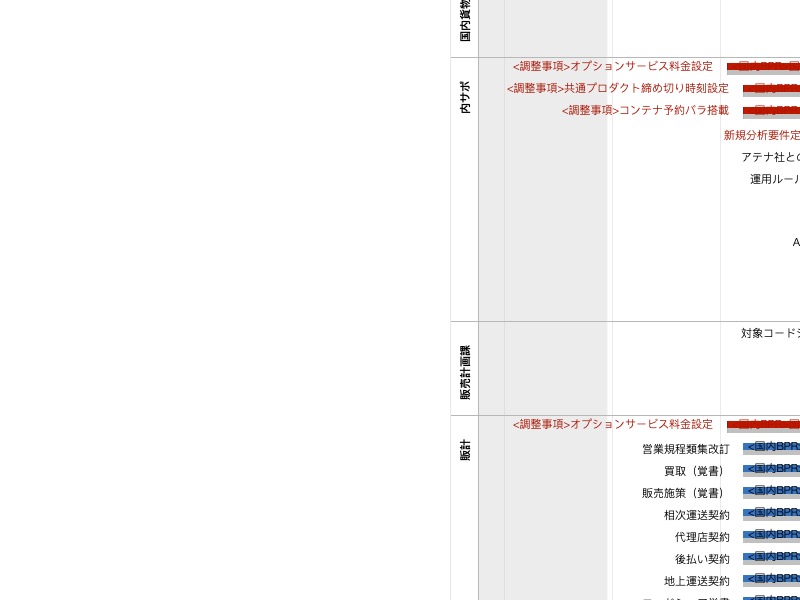 国内貨物
内サポ
<調整事項>オプションサービス料金設定
<調整事項>共通プロダクト締め切り時刻設定
<調整事項>コンテナ予約バラ搭載
新規分析要件定
アテナ社との
運用ルール
A
販売計画課
対象コード
販計
<調整事項>オプションサービス料金設定
営業規程類集改訂 <国内BPR
買取（覚書） <国内BPR
販売施策（覚書） <国内BPR
相次運送契約 <国内BPR
代理店契約 <国内BPR
後払い契約 <国内BPR
地上運送契約 <国内BPR